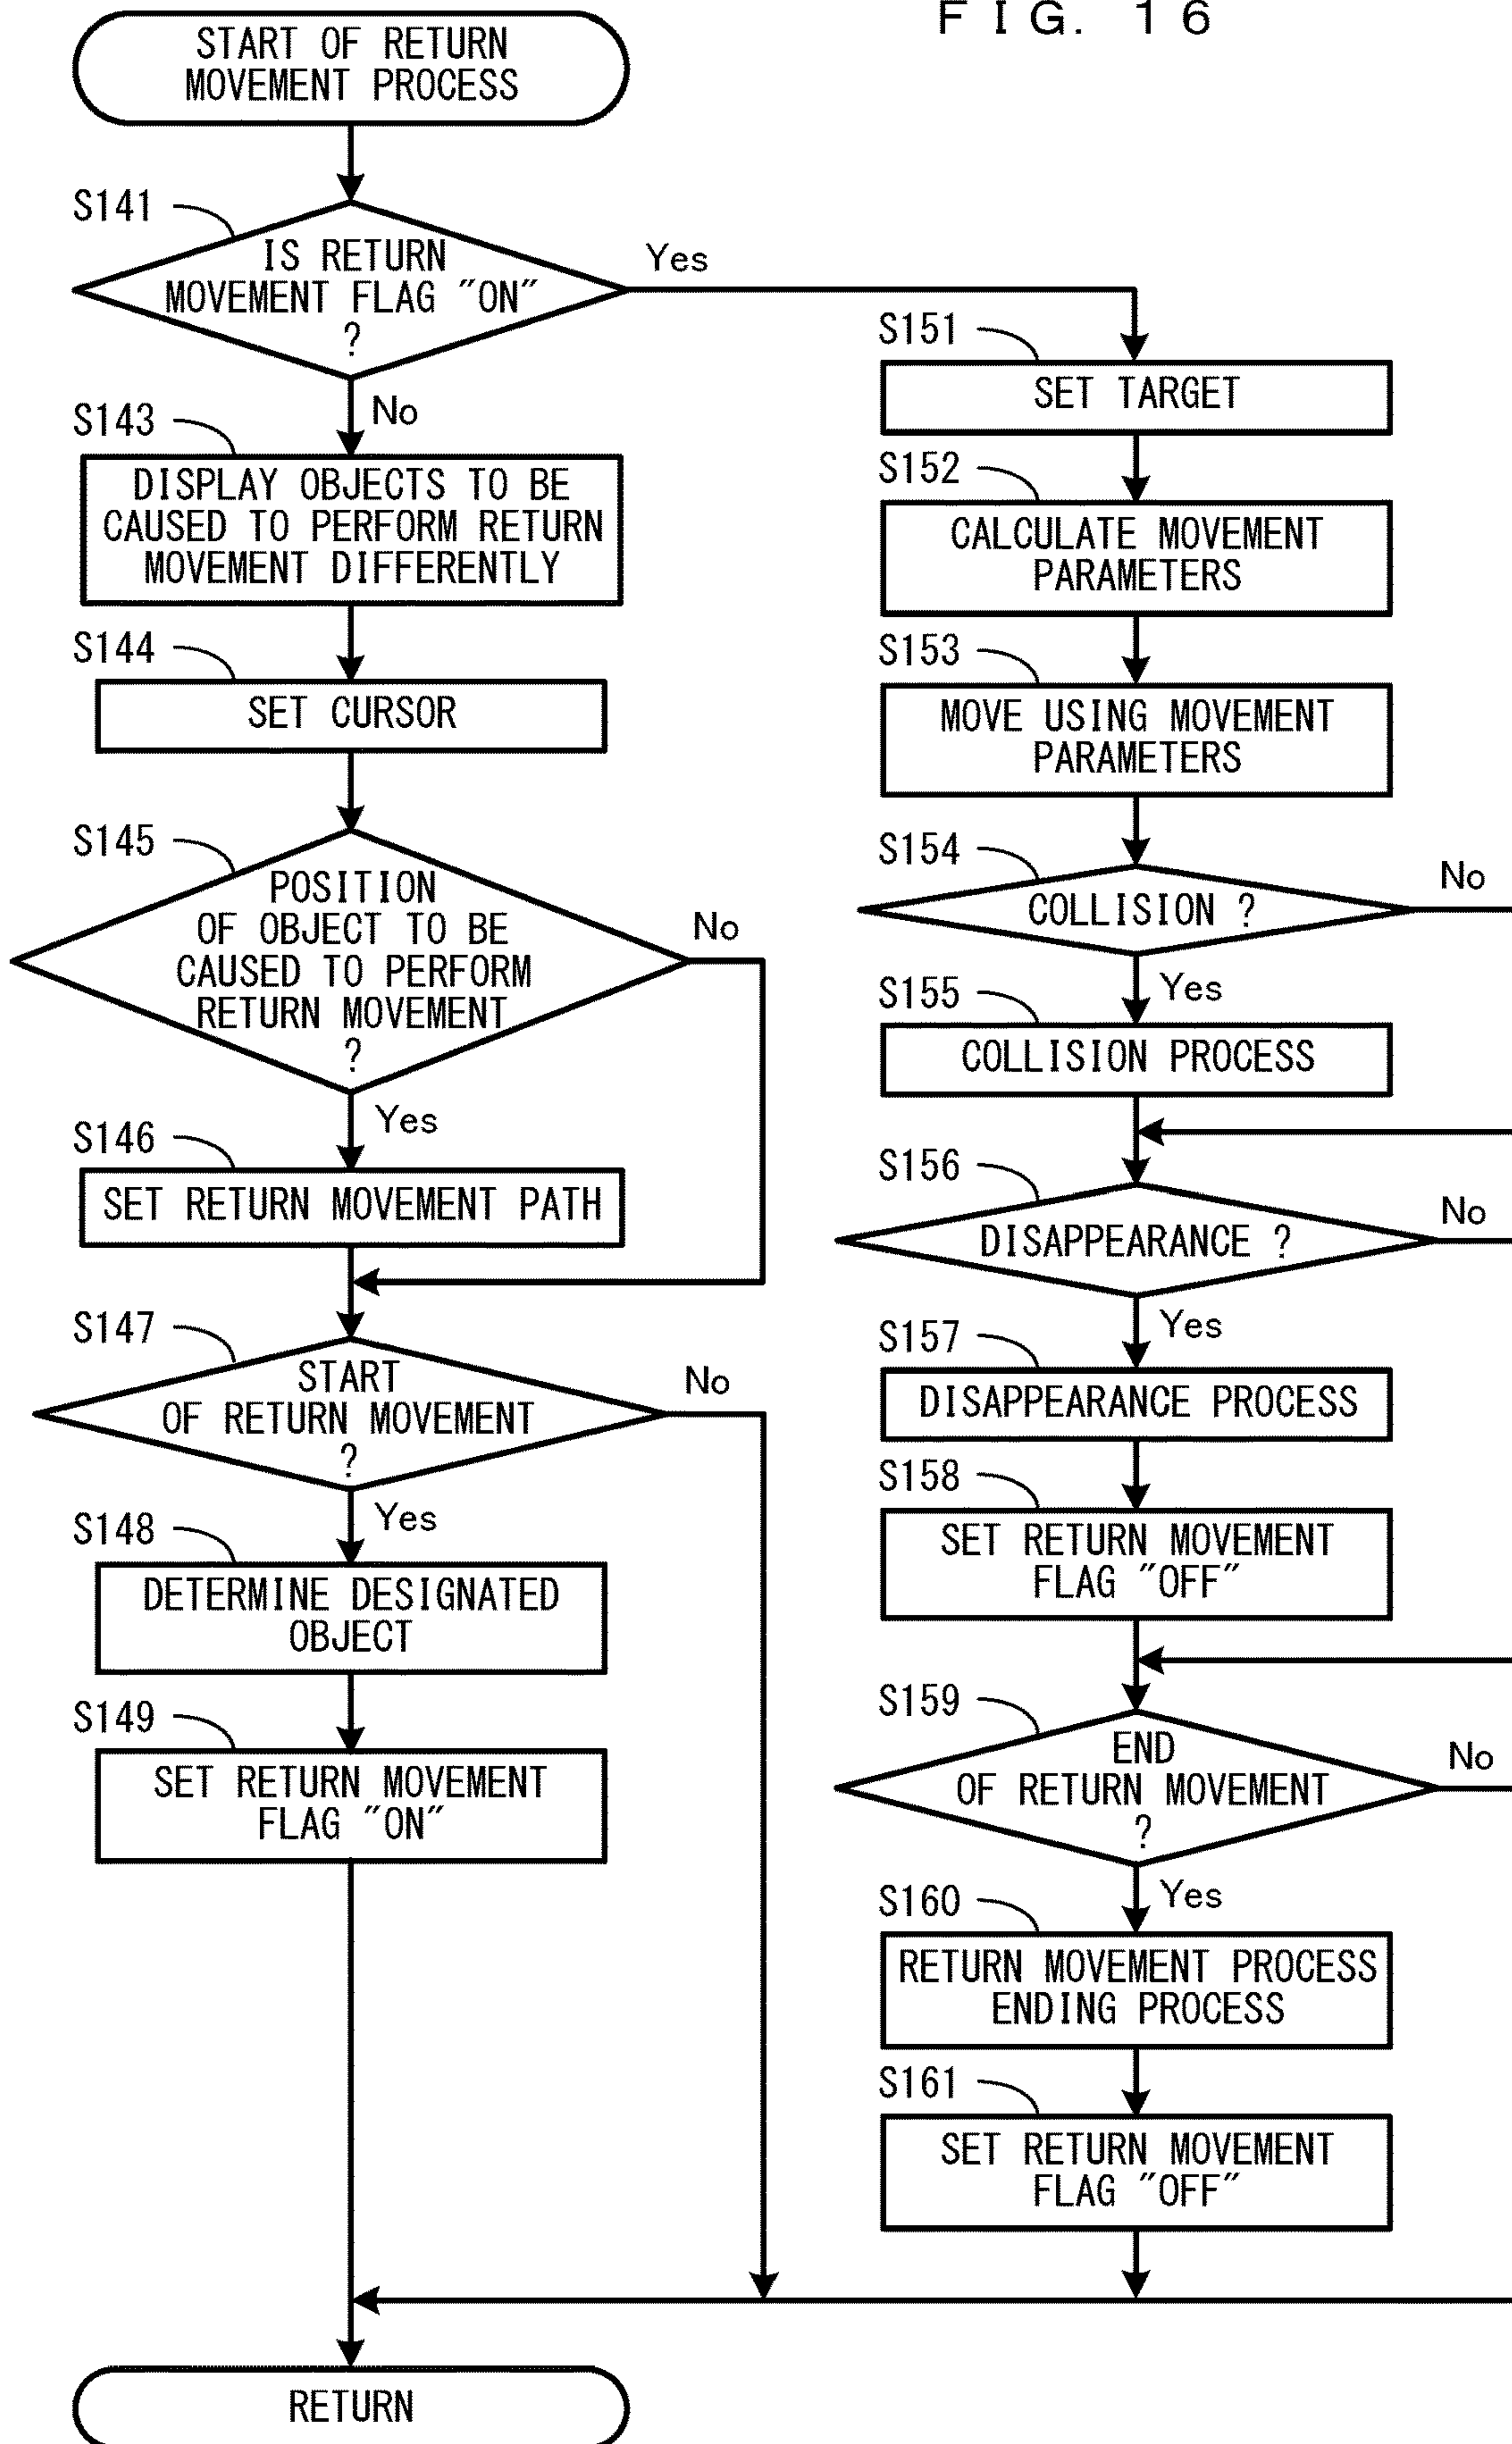 FIG. 16
START OF RETURN
MOVEMENT PROCESS
S141
IS RETURN
MOVEMENT FLAG "ON"
?
Yes
No
S143
DISPLAY OBJECTS TO BE
CAUSED TO PERFORM RETURN
MOVEMENT DIFFERENTLY
S144
SET CURSOR
S145
POSITION
OF OBJECT TO BE
CAUSED TO PERFORM
RETURN MOVEMENT
?
No
Yes
S146
SET RETURN MOVEMENT PATH
S147
START
OF RETURN MOVEMENT
?
No
Yes
S148
DETERMINE DESIGNATED
OBJECT
S149
SET RETURN MOVEMENT
FLAG "ON"
S151
SET TARGET
S152
CALCULATE MOVEMENT
PARAMETERS
S153
MOVE USING MOVEMENT
PARAMETERS
S154
COLLISION ?
No
Yes
S155
COLLISION PROCESS
S156
DISAPPEARANCE ?
No
Yes
S157
DISAPPEARANCE PROCESS
S158
SET RETURN MOVEMENT
FLAG "OFF"
S159
END
OF RETURN MOVEMENT
?
No
Yes
S160
RETURN MOVEMENT PROCESS
ENDING PROCESS
S161
SET RETURN MOVEMENT
FLAG "OFF"
RETURN